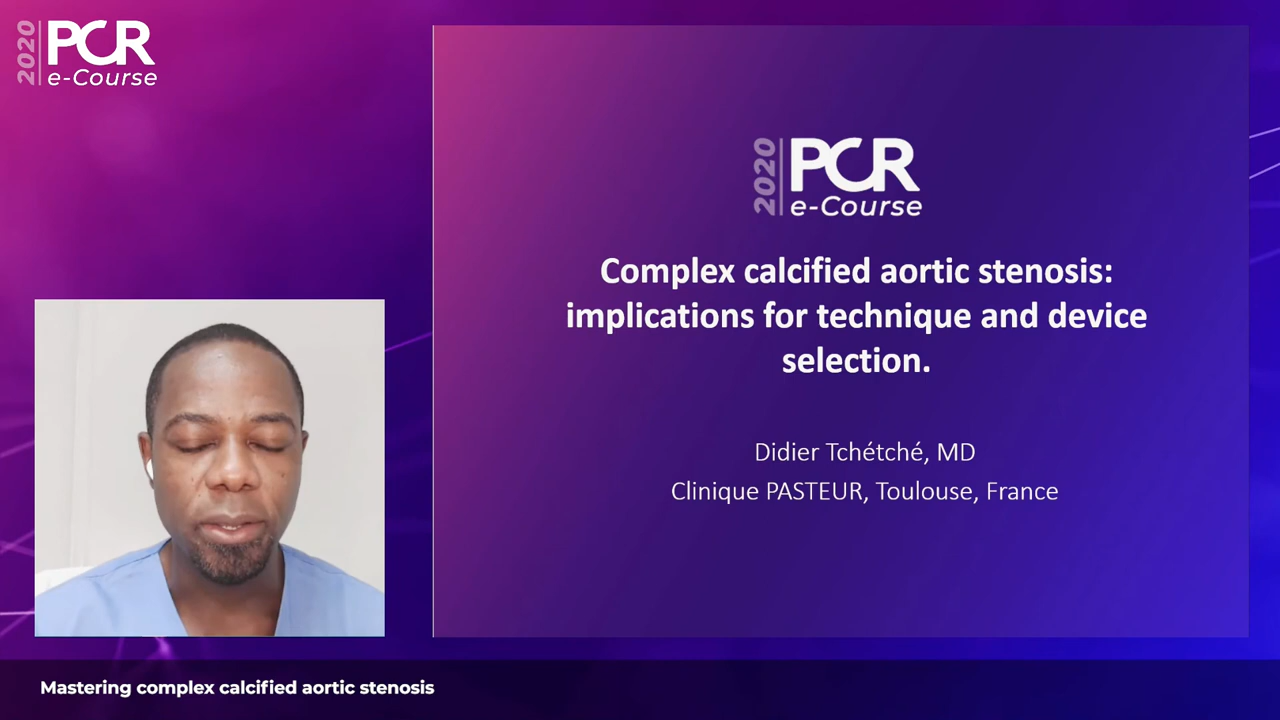 2020 PCR
e-Course
2020 PCR
e-Course
Complex calcified aortic stenosis:
implications for technique and device
selection.
Didier Tchétché, MD
Clinique PASTEUR, Toulouse, France
Mastering complex calcified aortic stenosis